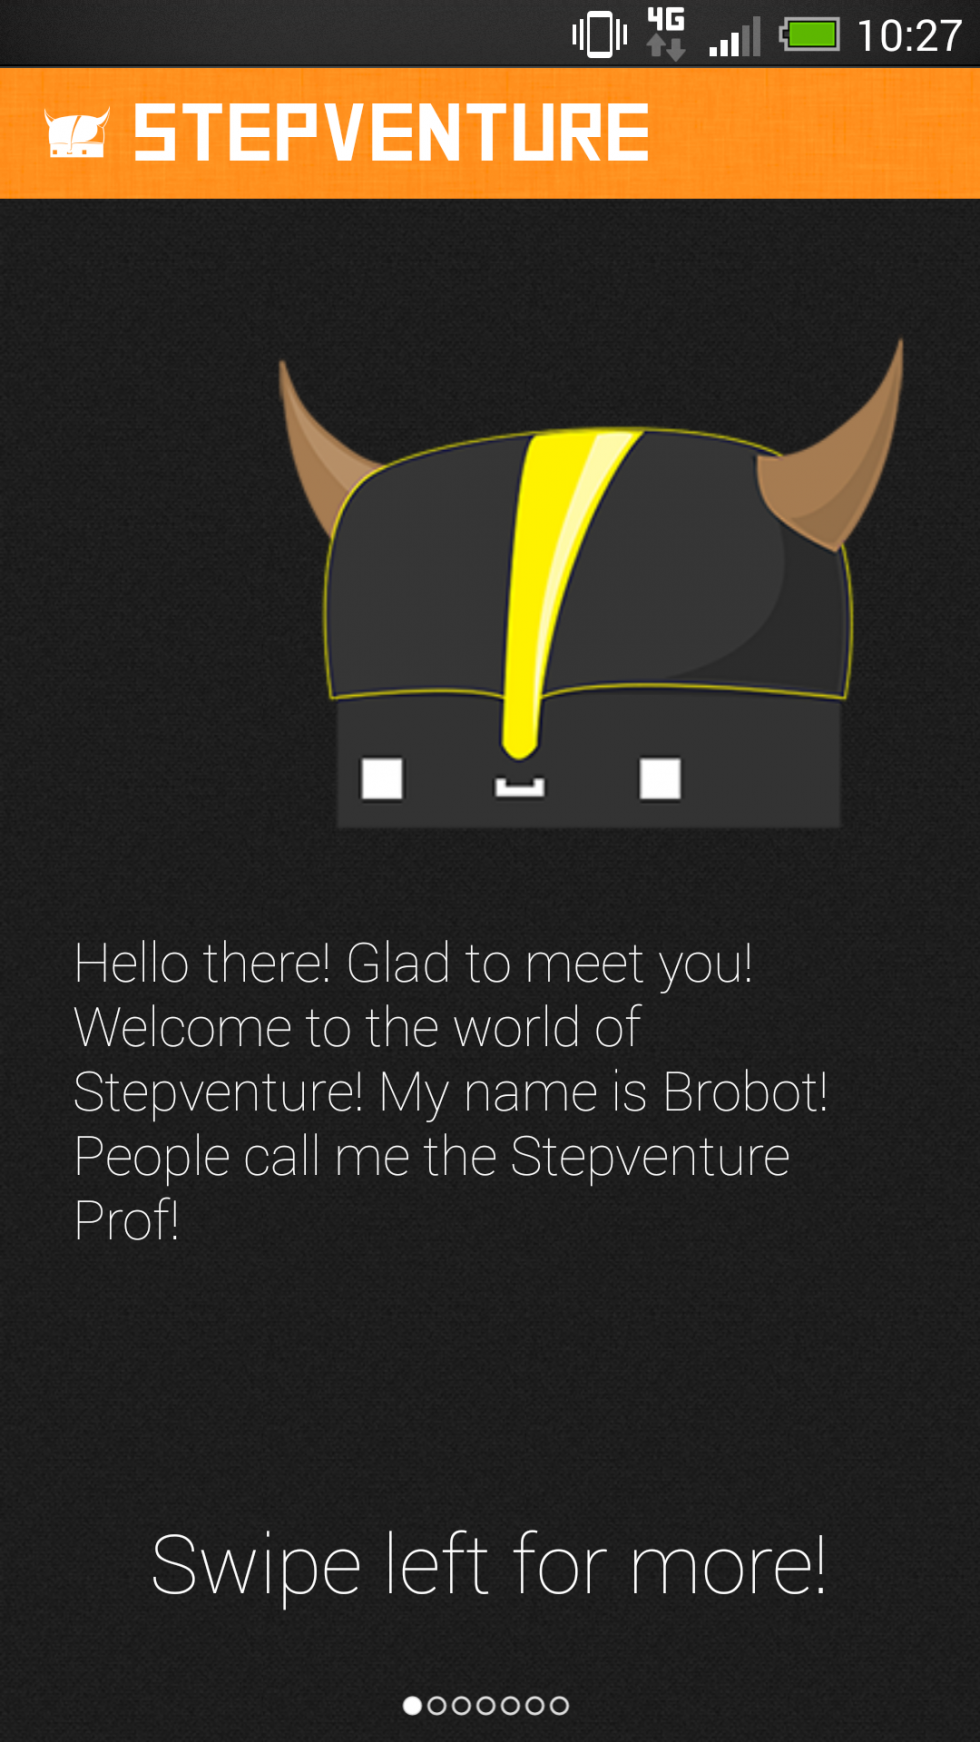 4G 10:27
STEPVENTURE
Hello there! Glad to meet you!
Welcome to the world of
Stepventure! My name is Brobot!
People call me the Stepventure
Prof!
Swipe left for more!